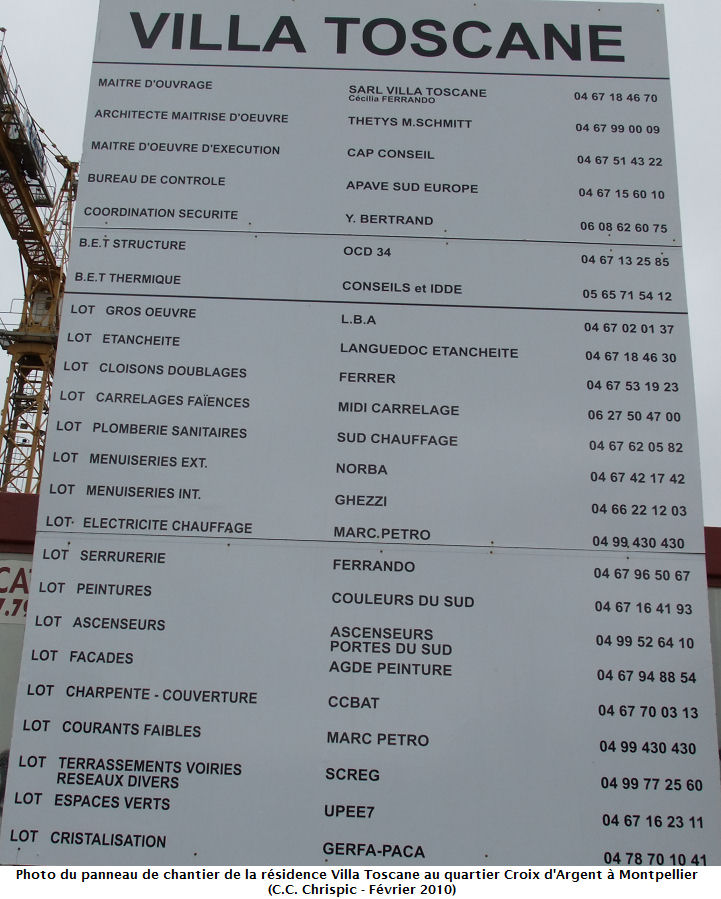 VILLA TOSCANE
MAITRE D'OUVRAGE SARL VILLA TOSCANE 04 67 18 46 70
Cécilia FERRANDO
ARCHITECTE MAITRISE D'OEUVRE THETYS M.SCHMITT 04 67 99 00 09
MAITRE D'OEUVRE D'EXECUTION CAP CONSEIL 04 67 51 43 22
BUREAU DE CONTROLE APAVE SUD EUROPE 04 67 15 60 10
COORDINATION SECURITE Y. BERTRAND 06 08 62 60 75
B.E.T STRUCTURE OCD 34 04 67 13 25 85
B.E.T THERMIQUE CONSEILS et IDDE 05 65 71 54 12
LOT GROS OEUVRE L.B.A 04 67 02 01 37
LOT ETANCHEITE LANGUEDOC ETANCHEITE 04 67 18 46 30
LOT CLOISONS DOUBLAGES FERRER 04 67 53 19 23
LOT CARRELAGES FAÏENCES MIDI CARRELAGE 06 27 50 47 00
LOT PLOMBERIE SANITAIRES SUD CHAUFFAGE 04 67 62 05 82
LOT MENUISERIES EXT. NORBA 04 67 42 17 42
LOT MENUISERIES INT. GHEZZI 04 66 22 12 03
LOT ELECTRICITE CHAUFFAGE MARC.PETRO 04 99 430 430
LOT SERRURERIE FERRANDO 04 67 96 50 67
LOT PEINTURES COULEURS DU SUD 04 67 16 41 93
LOT ASCENSEURS ASCENSEURS 04 99 52 64 10
PORTES DU SUD
LOT FACADES AGDE PEINTURE 04 67 94 88 54
LOT CHARPENTE - COUVERTURE CCBAT 04 67 70 03 13
LOT COURANTS FAIBLES MARC PETRO 04 99 430 430
LOT TERRASSEMENTS VOIRIES SCREG 04 99 77 25 60
RESEAUX DIVERS
LOT ESPACES VERTS UPEE7 04 67 16 23 11
LOT CRISTALISATION GERFA-PACA 04 78 70 10 41
Photo du panneau de chantier de la résidence Villa Toscane au quartier Croix d'Argent à Montpellier
(C.C. Chrispic - Février 2010)